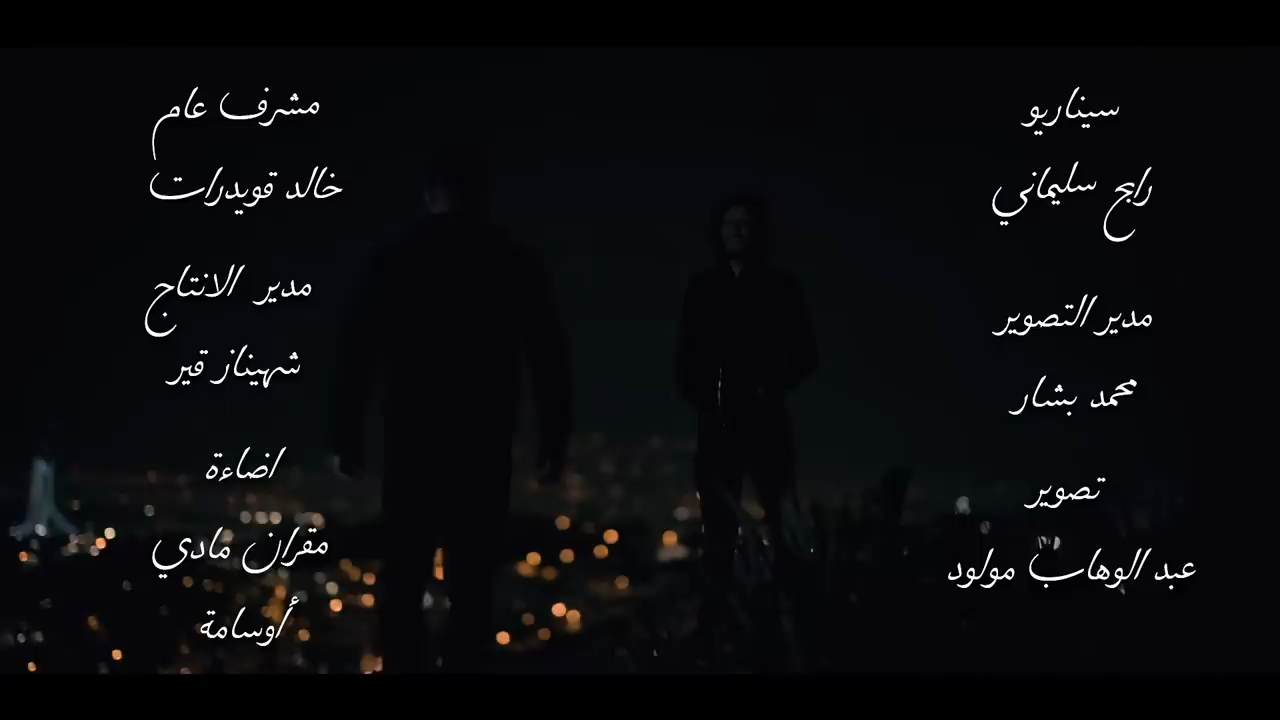 سيناريو
رابح سليماني
مدير التصوير
محمد بشار
تصوير
عبد الوهاب مولود
مشرف عام
خالد قويدرات
مدير الانتاج
شهيناز قير
اضاءة
مقران مادي
أوسامة